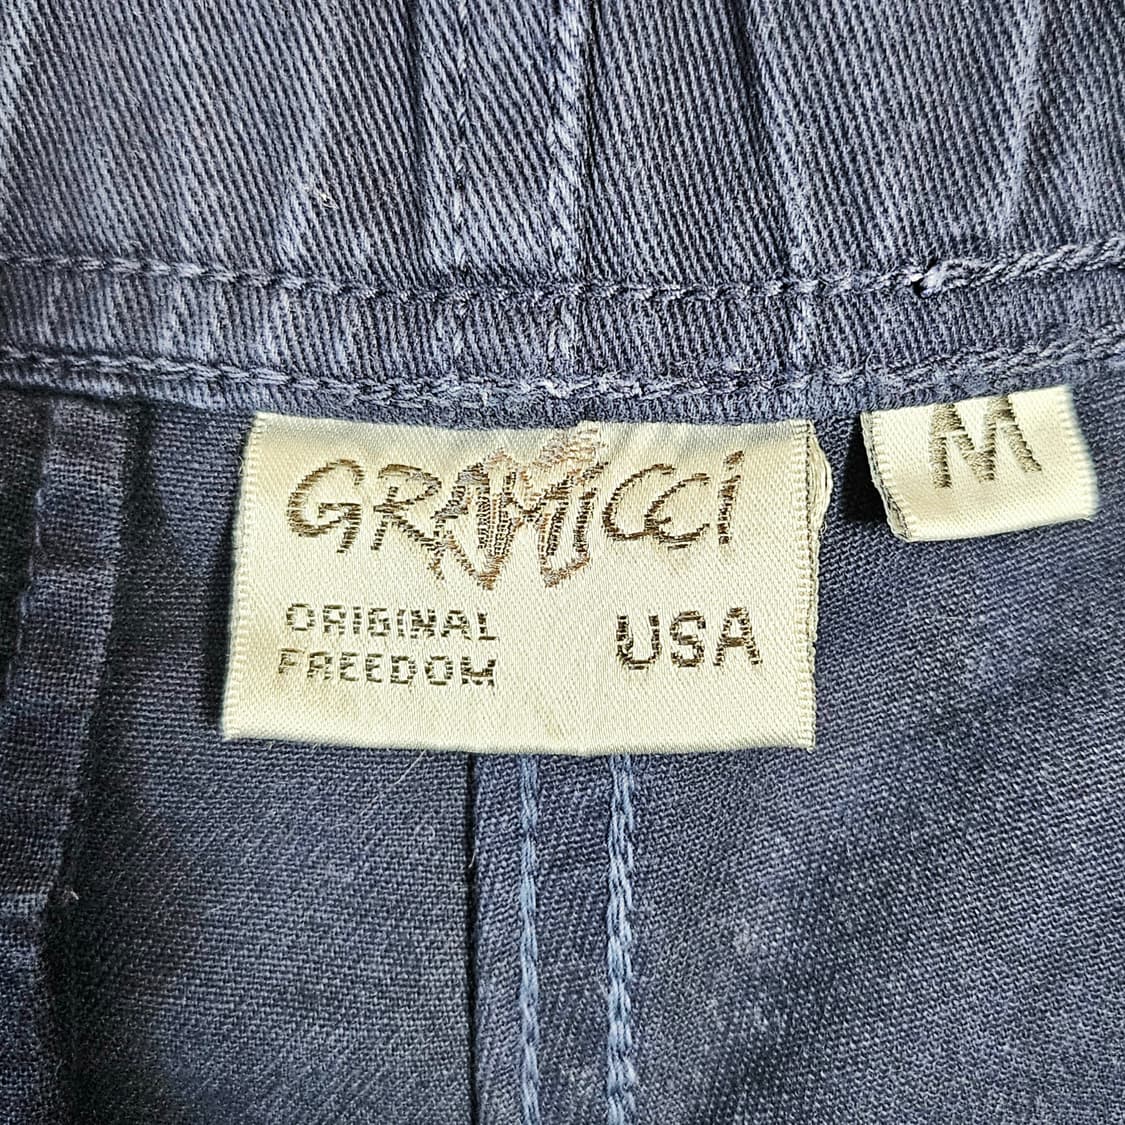 GRAMiCCi
ORIGINAL
FREEDOM
USA
M